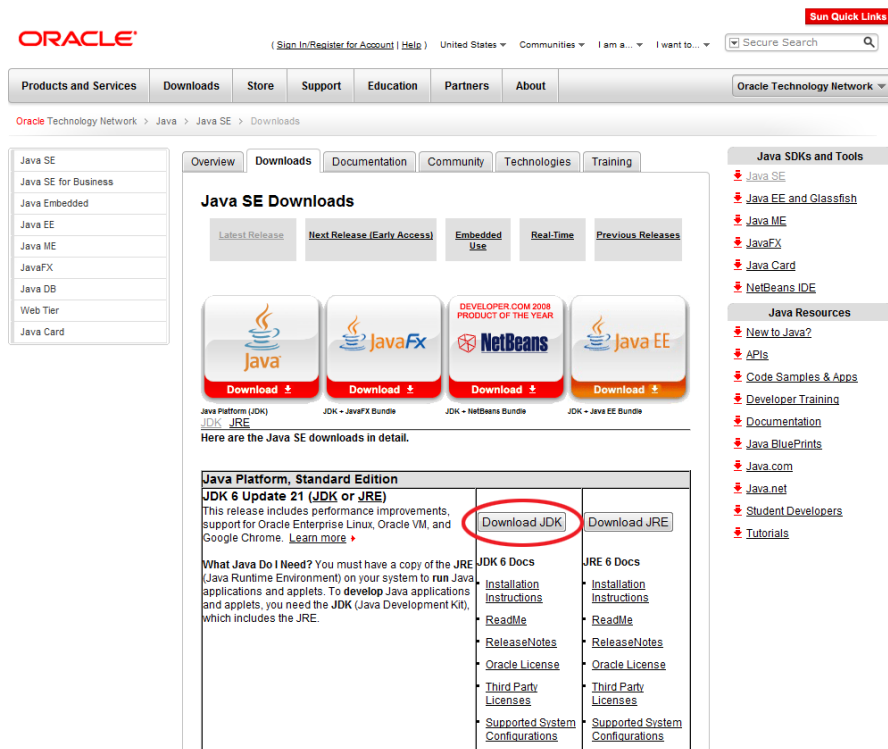 Sun Quick Links
ORACLE
( Sign In/Register for Account | Help ) United States Communities I am a... I want to... Secure Search
Products and Services Downloads Store Support Education Partners About Oracle Technology Network
Oracle Technology Network > Java > Java SE > Downloads
Java SE
Java SE for Business
Java Embedded
Java EE
Java ME
JavaFX
Java DB
Web Tier
Java Card
Overview Downloads Documentation Community Technologies Training
Java SE Downloads
Latest Release Next Release (Early Access) Embedded Use Real-Time Previous Releases
Java
Download
JavaFX
Download
DEVELOPER.COM 2008
PRODUCT OF THE YEAR
NetBeans
Download
Java EE
Download
Java Platform (JDK) JDK + JavaFX Bundle JDK + NetBeans Bundle JDK + Java EE Bundle
JDK JRE
Here are the Java SE downloads in detail.
Java Platform, Standard Edition
JDK 6 Update 21 (JDK or JRE)
This release includes performance improvements,
support for Oracle Enterprise Linux, Oracle VM, and
Google Chrome. Learn more
What Java Do I Need? You must have a copy of the JRE
(Java Runtime Environment) on your system to run Java
applications and applets. To develop Java applications
and applets, you need the JDK (Java Development Kit),
which includes the JRE.
Download JDK
JDK 6 Docs
Installation
Instructions
ReadMe
ReleaseNotes
Oracle License
Third Party
Licenses
Supported System
Configurations
Download JRE
JRE 6 Docs
Installation
Instructions
ReadMe
ReleaseNotes
Oracle License
Third Party
Licenses
Supported System
Configurations
Java SDKs and Tools
Java SE
Java EE and Glassfish
Java ME
JavaFX
Java Card
NetBeans IDE
Java Resources
New to Java?
APIs
Code Samples & Apps
Developer Training
Documentation
Java BluePrints
Java.com
Java.net
Student Developers
Tutorials